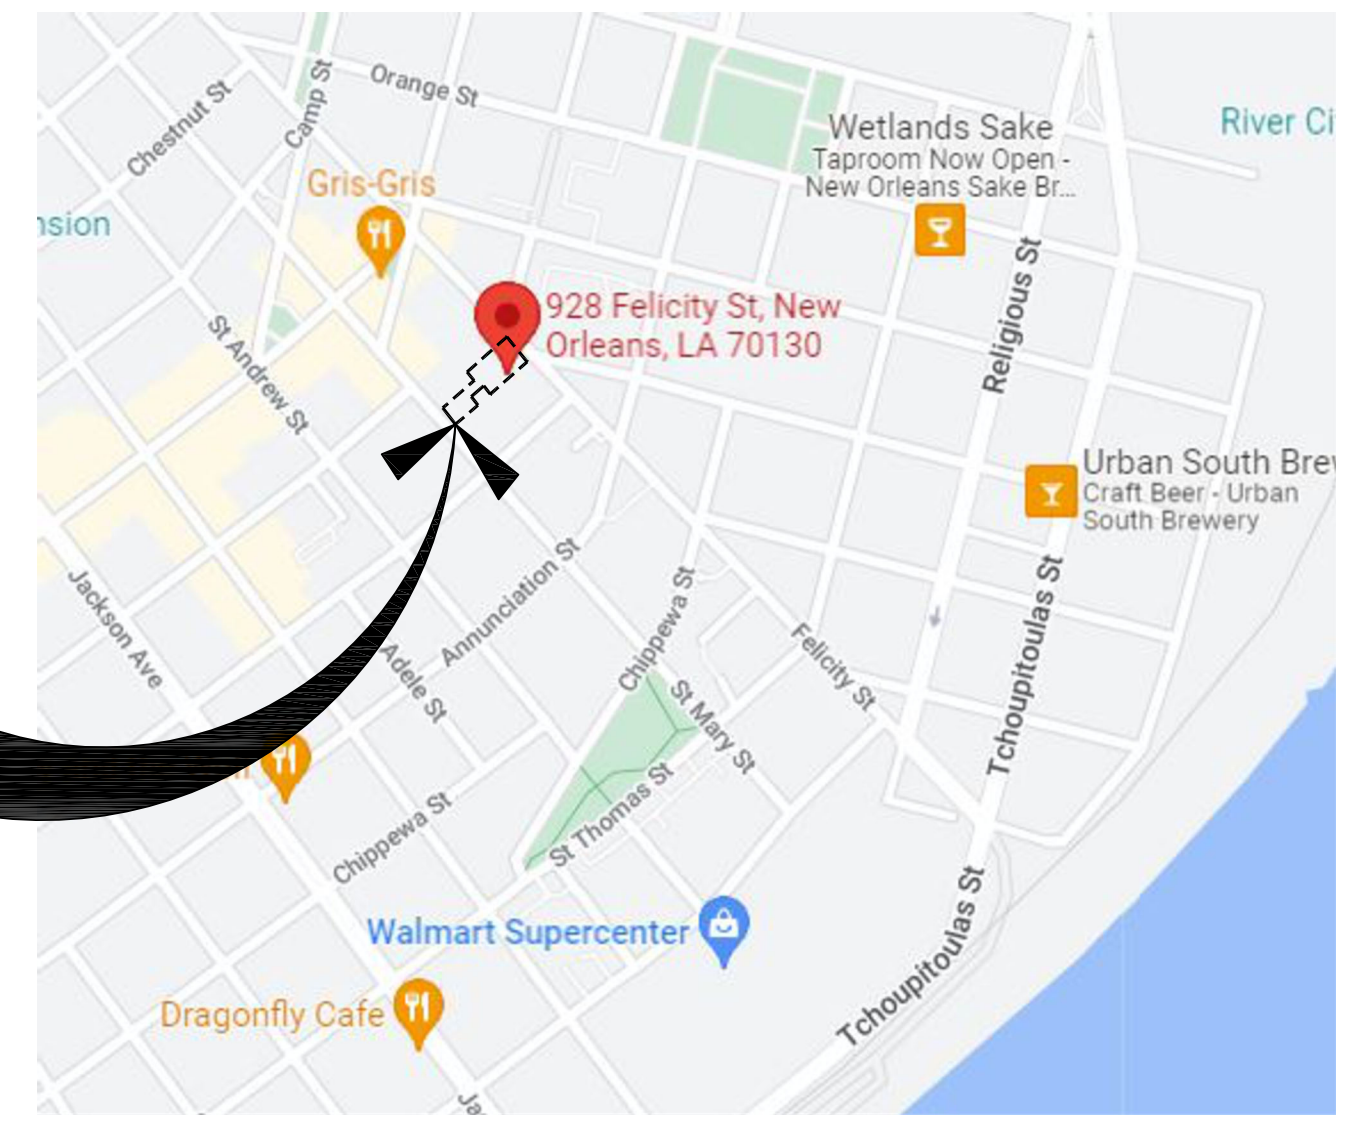 Orange St
Camp St
Chestnut St
Wetlands Sake
Taproom Now Open -
New Orleans Sake Br...
River Ci
Gris-Gris
nsion
Religious St
928 Felicity St, New
Orleans, LA 70130
St Andrew St
Urban South Brew
Craft Beer - Urban
South Brewery
Jackson Ave
Annunciation St
Chippewa St
Tchoupitoulas St
Felicity St
Adele St
St Mary St
St Thomas St
Chippewa St
Walmart Supercenter
Tchoupitoulas St
Dragonfly Cafe
Ja